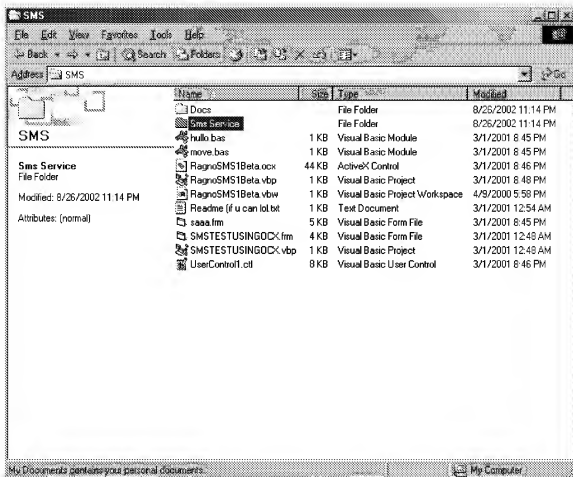 SMS
File Edit View Favorites Tools Help
Back Search Folders
Address SMS Go
Name Size Type Modified
Docs File Folder 8/26/2002 11:14 PM
Sms Service File Folder 8/26/2002 11:14 PM
hullo.bas 1 KB Visual Basic Module 3/1/2001 8:45 PM
move.bas 1 KB Visual Basic Module 3/1/2001 8:45 PM
RagnoSMS1Beta.ocx 44 KB ActiveX Control 3/1/2001 8:46 PM
RagnoSMS1Beta.vbp 1 KB Visual Basic Project 3/1/2001 8:48 PM
RagnoSMS1Beta.vbw 1 KB Visual Basic Project Workspace 4/9/2000 5:58 PM
Readme (if u can lol.txt 1 KB Text Document 3/1/2001 12:54 AM
saaa.frm 5 KB Visual Basic Form File 3/1/2001 8:45 PM
SMSTESTUSINGOCX.frm 4 KB Visual Basic Form File 3/1/2001 12:48 AM
SMSTESTUSINGOCX.vbp 1 KB Visual Basic Project 3/1/2001 12:48 AM
UserControl1.ctl 8 KB Visual Basic User Control 3/1/2001 8:46 PM
SMS
Sms Service
File Folder
Modified: 8/26/2002 11:14 PM
Attributes: (normal)
My Documents contains your personal documents. My Computer